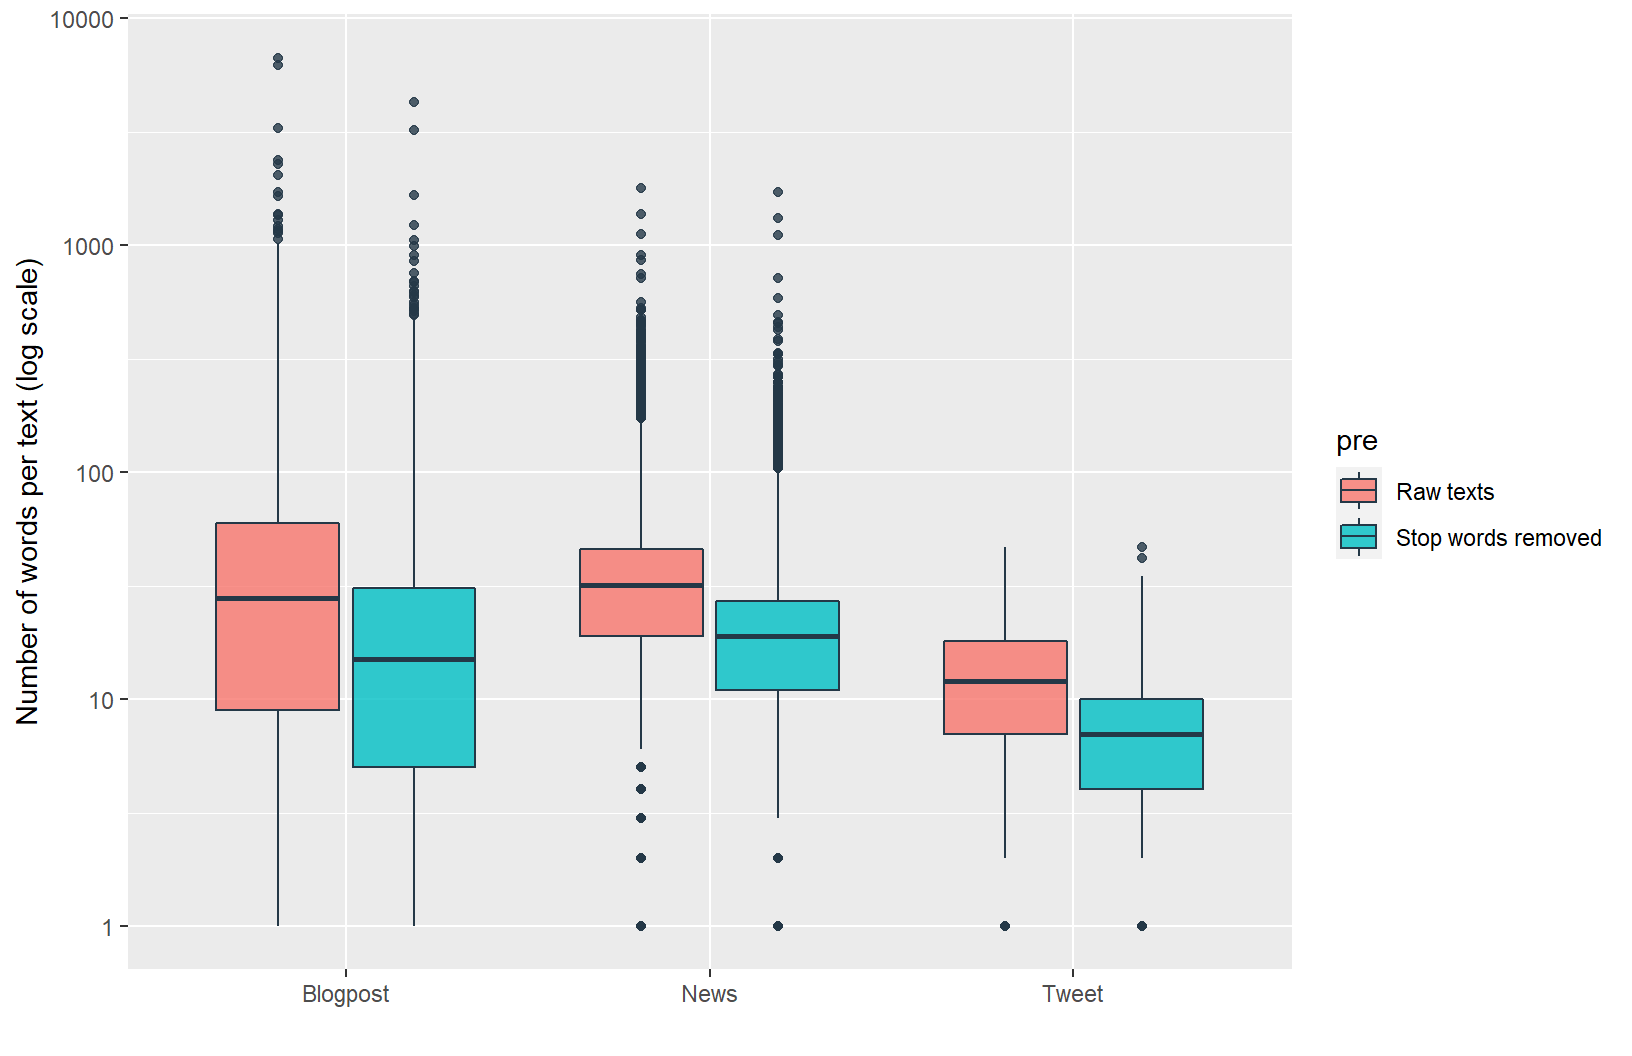 Number of words per text (log scale)
10000
1000
100
10
1
Blogpost
News
Tweet
pre
Raw texts
Stop words removed